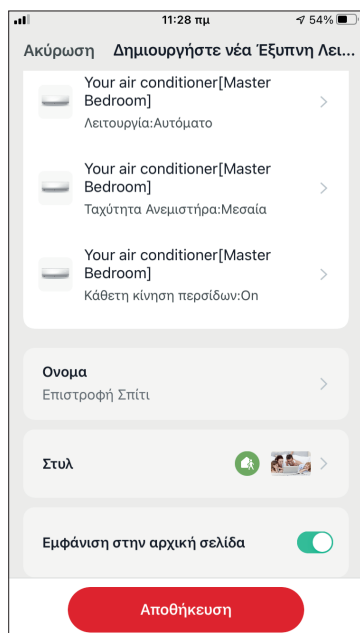 11:28 πμ
54%
Ακύρωση Δημιουργήστε νέα Έξυπνη Λει...
Your air conditioner[Master
Bedroom]
Λειτουργία:Αυτόματο
Your air conditioner[Master
Bedroom]
Ταχύτητα Ανεμιστήρα:Μεσαία
Your air conditioner[Master
Bedroom]
Κάθετη κίνηση περσίδων:On
Ονομα
Επιστροφή Σπίτι
Στυλ
Εμφάνιση στην αρχική σελίδα
Αποθήκευση